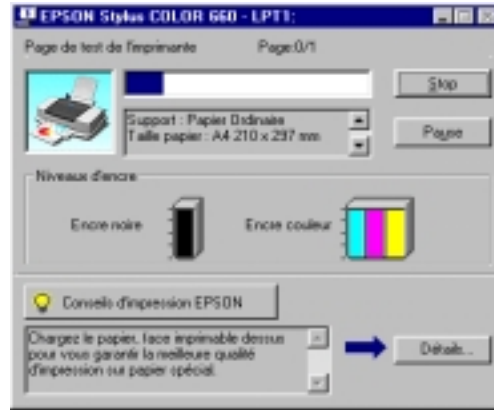 EPSON Stylus COLOR 660 - LPT1:
Page de test de l'imprimante Page:0/1
Stop
Support : Papier Ordinaire
Taille papier : A4 210 x 297 mm
Pause
Niveaux d'encre
Encre noire Encre couleur
Conseils d'impression EPSON
Chargez le papier, face imprimable dessus
pour vous garantir la meilleure qualité
d'impression sur papier spécial.
Détails...